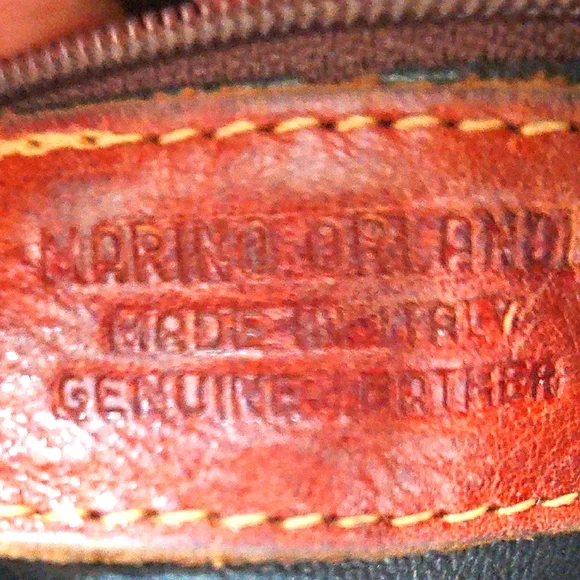 MARINO ORLANDI
MADE IN ITALY
GENUINE LEATHER